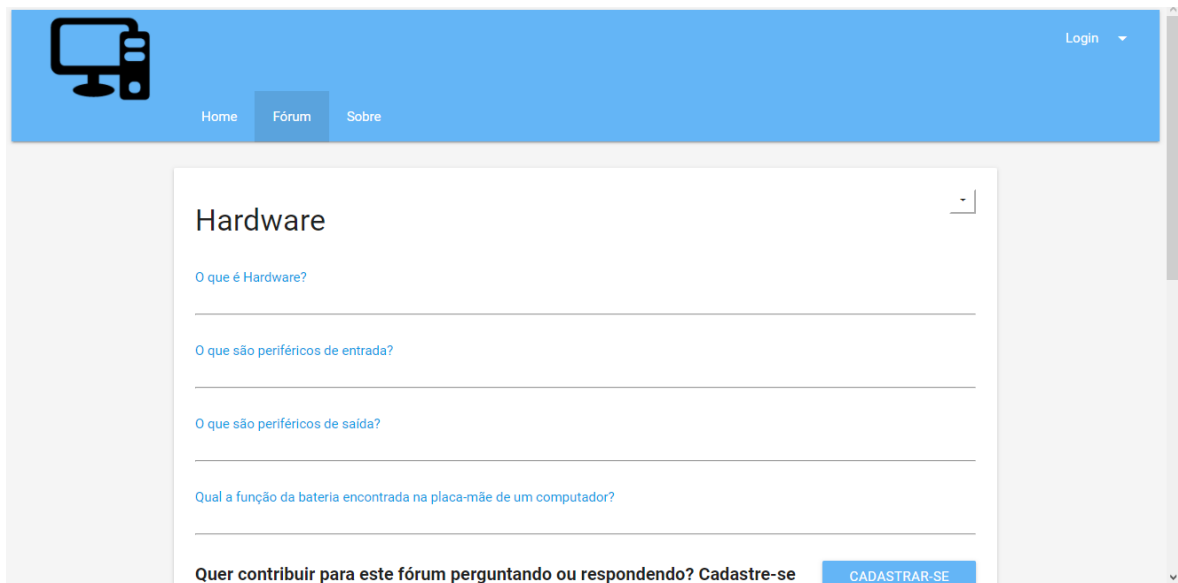 Login
Home Fórum Sobre
Hardware
O que é Hardware?
O que são periféricos de entrada?
O que são periféricos de saída?
Qual a função da bateria encontrada na placa-mãe de um computador?
Quer contribuir para este fórum perguntando ou respondendo? Cadastre-se
CADASTRAR-SE